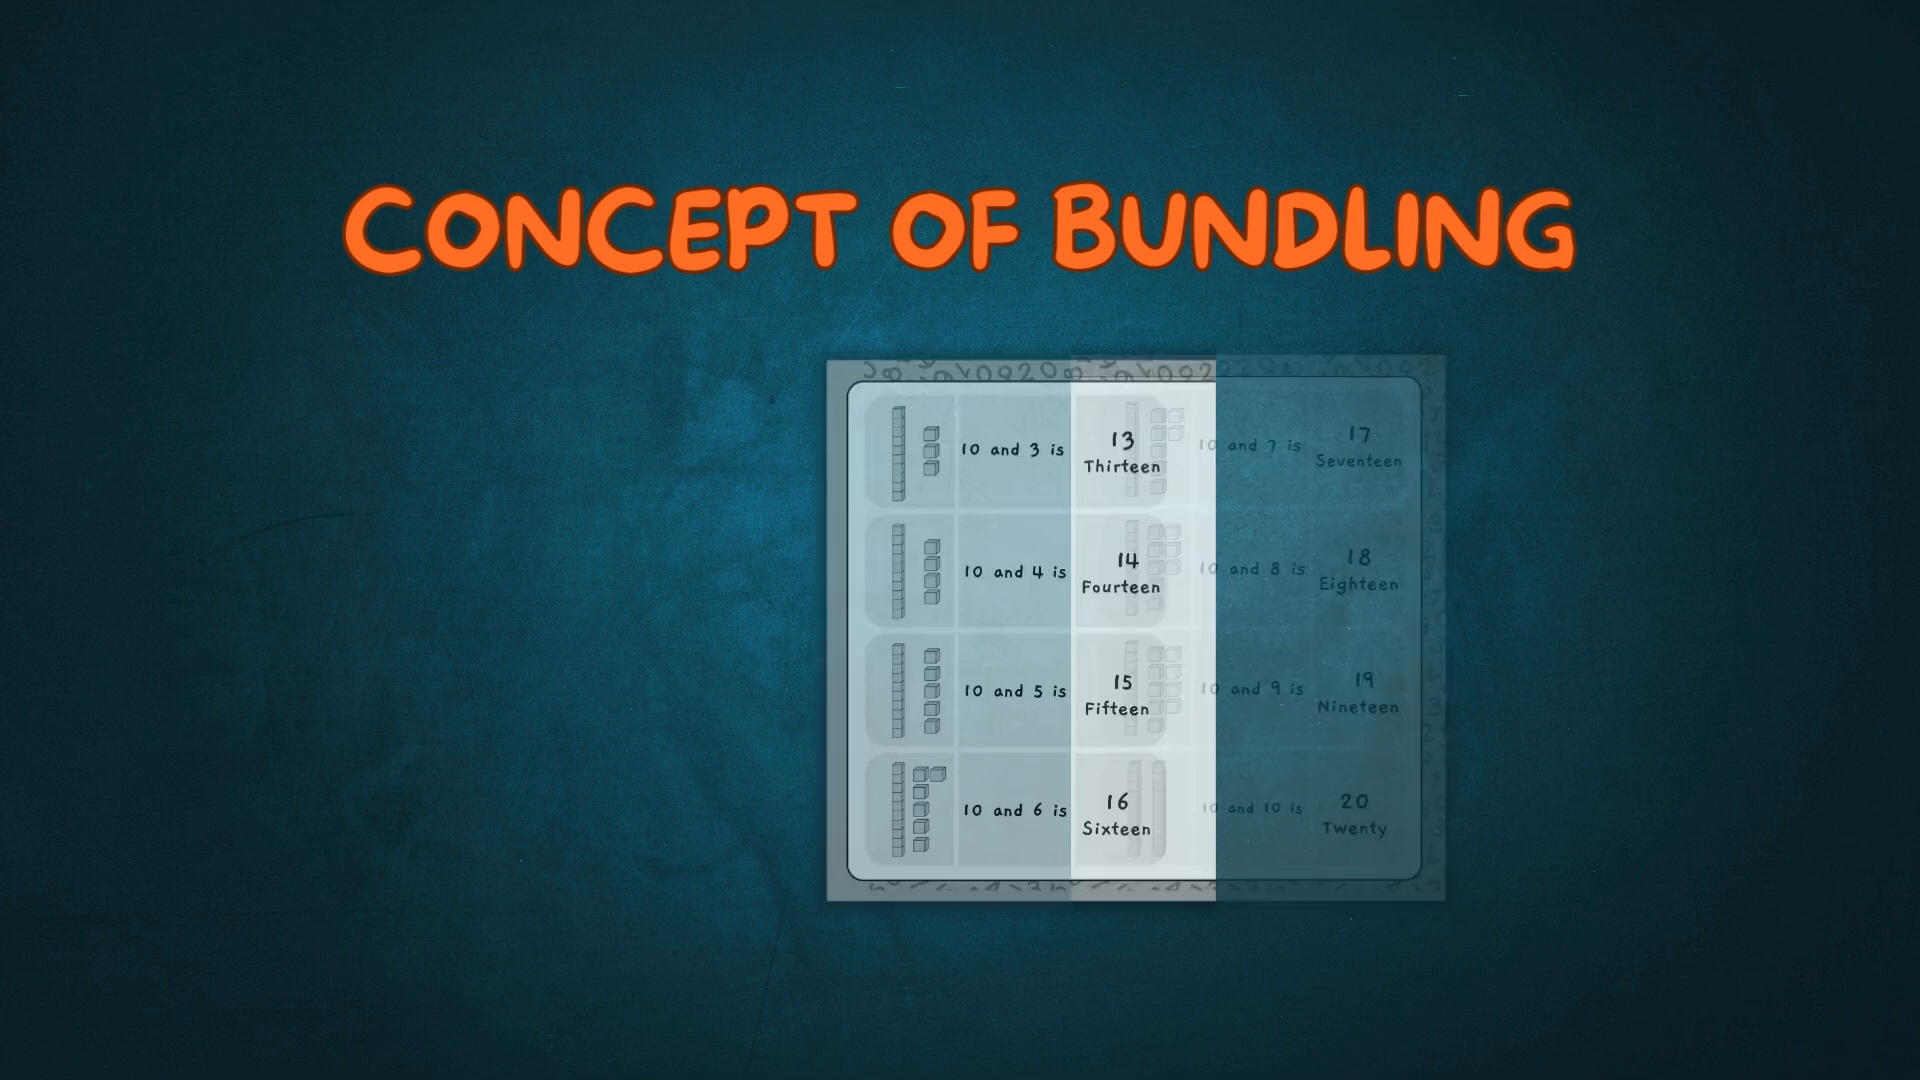 CONCEPT OF BUNDLING
10 and 3 is
13
Thirteen
10 and 7 is
17
Seventeen
10 and 4 is
14
Fourteen
10 and 8 is
18
Eighteen
10 and 5 is
15
Fifteen
10 and 9 is
19
Nineteen
10 and 6 is
16
Sixteen
10 and 10 is
20
Twenty